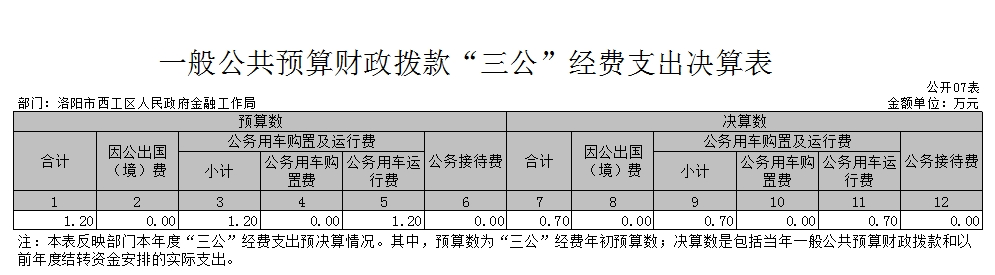 一般公共预算财政拨款“三公”经费支出决算表
公开07表
部门：洛阳市西工区人民政府金融工作局 金额单位：万元
预算数 决算数
合计 因公出国（境）费 公务用车购置及运行费 公务接待费 合计 因公出国（境）费 公务用车购置及运行费 公务接待费
小计 公务用车购置费 公务用车运行费 小计 公务用车购置费 公务用车运行费
1 2 3 4 5 6 7 8 9 10 11 12
1.20 0.00 1.20 0.00 1.20 0.00 0.70 0.00 0.70 0.00 0.70 0.00
注：本表反映部门本年度“三公”经费支出预决算情况。其中，预算数为“三公”经费年初预算数；决算数是包括当年一般公共预算财政拨款和以
前年度结转资金安排的实际支出。